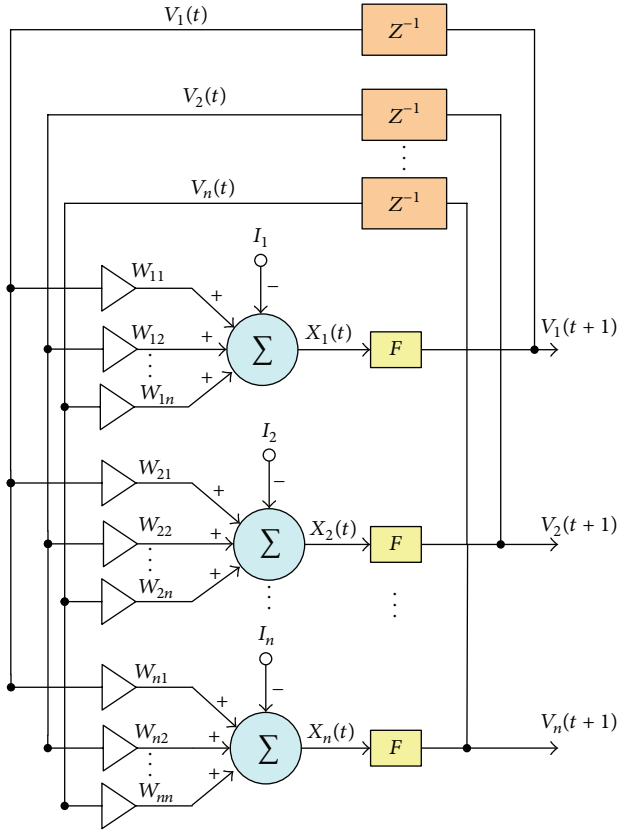 V₁(t)
Z⁻¹
V₂(t)
Z⁻¹
⋮
Vₙ(t)
Z⁻¹
I₁
−
W₁₁
+
W₁₂
+
⋮
W₁ₙ
+
∑
X₁(t)
F
V₁(t + 1)
I₂
−
W₂₁
+
W₂₂
+
⋮
W₂ₙ
+
∑
X₂(t)
F
V₂(t + 1)
⋮
⋮
Iₙ
−
Wₙ₁
+
Wₙ₂
+
⋮
Wₙₙ
+
∑
Xₙ(t)
F
Vₙ(t + 1)